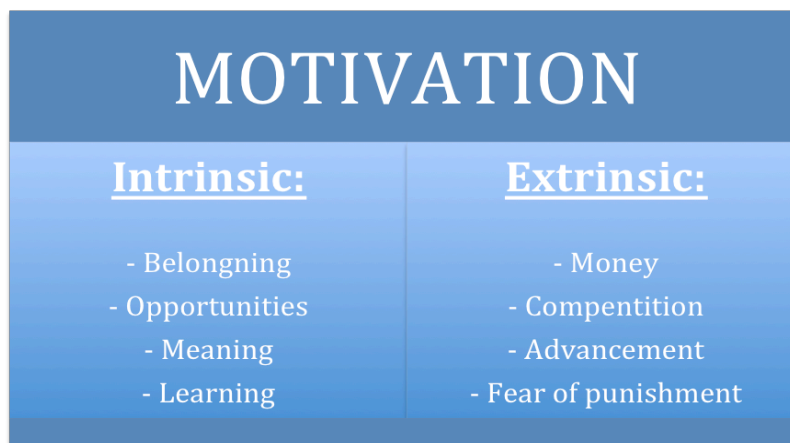 MOTIVATION
Intrinsic:
- Belongning
- Opportunities
- Meaning
- Learning
Extrinsic:
- Money
- Compentition
- Advancement
- Fear of punishment